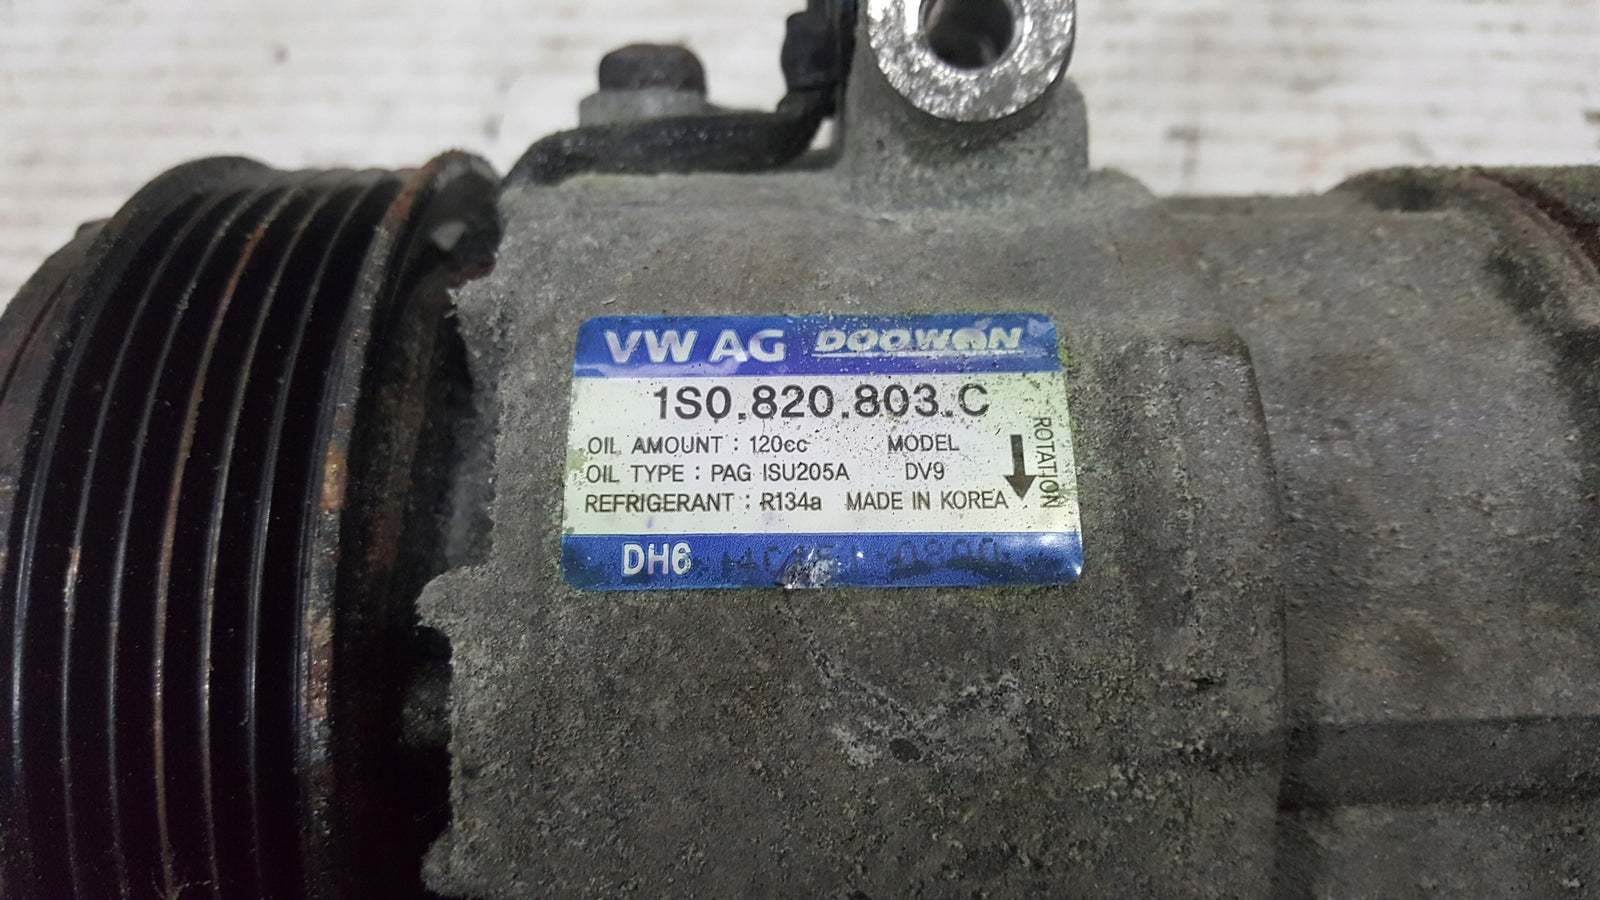 VW AG DOOWON
1S0.820.803.C
OIL AMOUNT : 120cc MODEL
OIL TYPE : PAG ISU205A DV9
REFRIGERANT : R134a MADE IN KOREA
ROTATION
DH6